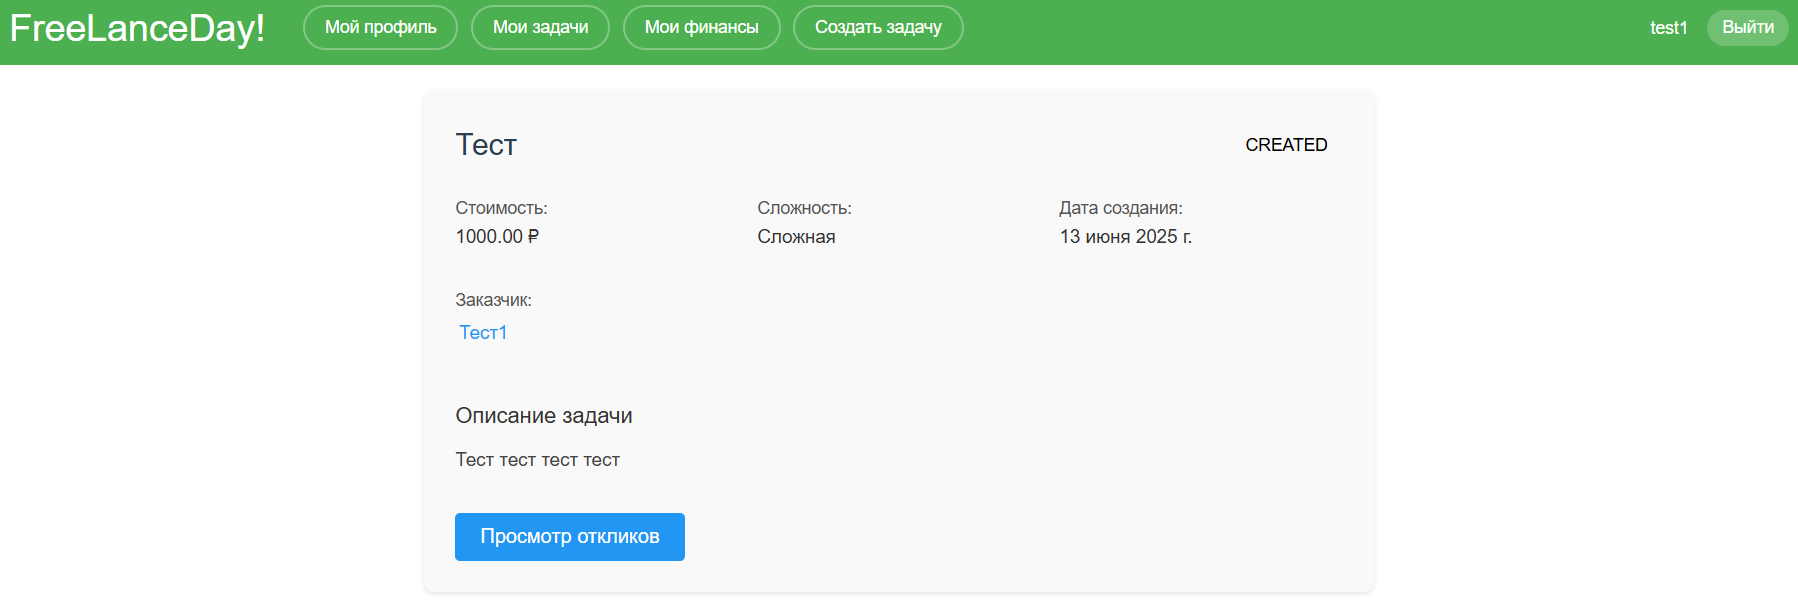 FreeLanceDay! Мой профиль Мои задачи Мои финансы Создать задачу test1 Выйти
Тест CREATED
Стоимость: Сложность: Дата создания:
1000.00 ₽ Сложная 13 июня 2025 г.
Заказчик:
Тест1
Описание задачи
Тест тест тест тест
Просмотр откликов